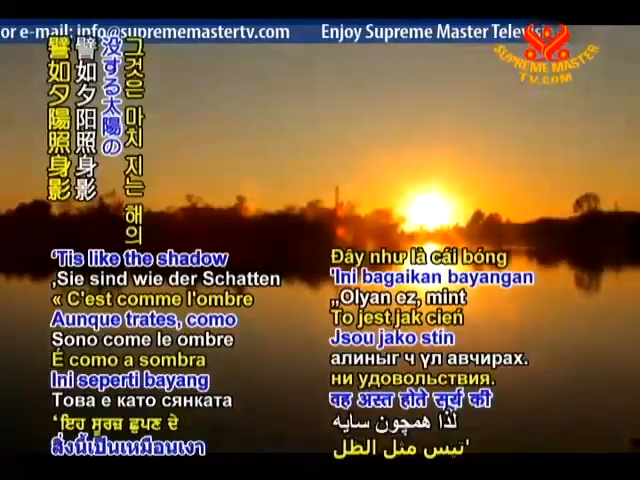 or e-mail: info@suprememastertv.com Enjoy Supreme Master Televisi
SUPREME MASTER
TV.COM
그것은 마치 지는 해의
没する太陽の
譬如夕阳照身影
譬如夕陽照身影
'Tis like the shadow
,Sie sind wie der Schatten
« C'est comme l'ombre
Aunque trates, como
Sono come le ombre
É como a sombra
Ini seperti bayang
Това е като сянката
'ਇਹ ਸੂਰਜ ਛੁਪਣ ਦੇ
สิ่งนี้เป็นเหมือนเงา
Đây như là cái bóng
'Ini bagaikan bayangan
„Olyan ez, mint
To jest jak cień
Jsou jako stín
алиныг ч үл авчирах.
ни удовольствия.
वह अस्त होते सूर्य की
لذا همچون سایه
'تيس مثل الظل